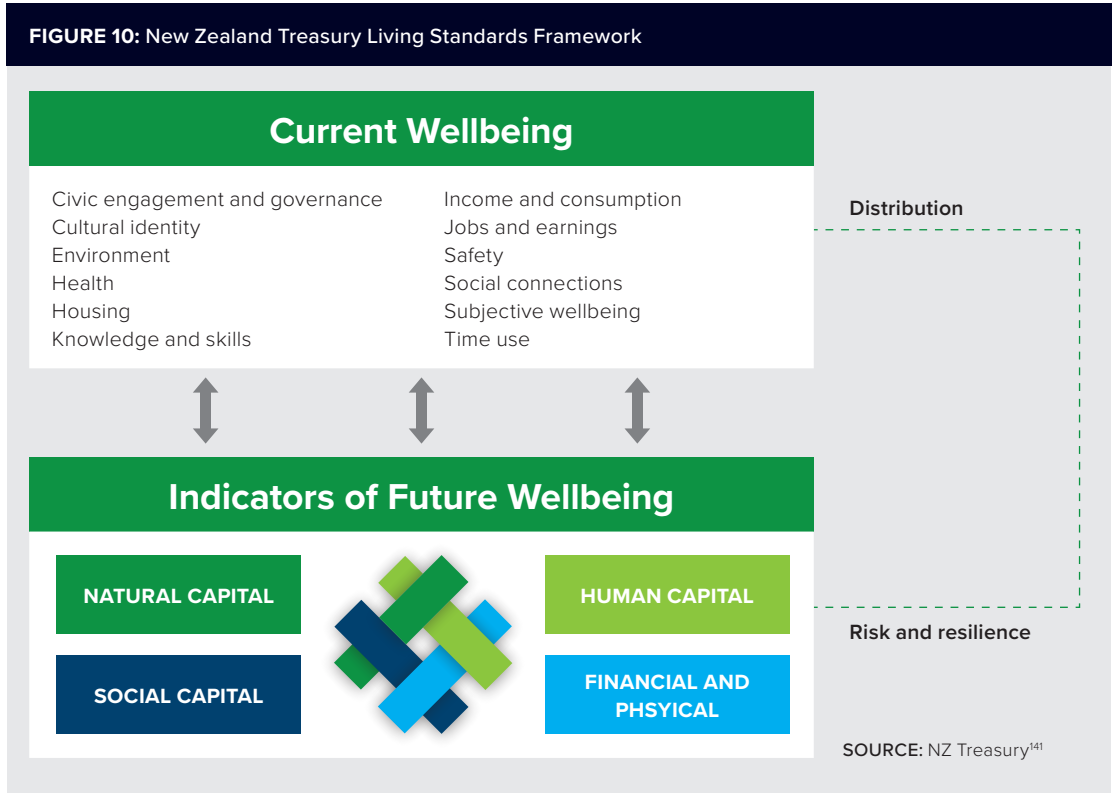 FIGURE 10: New Zealand Treasury Living Standards Framework
Current Wellbeing
Civic engagement and governance
Cultural identity
Environment
Health
Housing
Knowledge and skills
Income and consumption
Jobs and earnings
Safety
Social connections
Subjective wellbeing
Time use
Distribution
Indicators of Future Wellbeing
NATURAL CAPITAL
SOCIAL CAPITAL
HUMAN CAPITAL
FINANCIAL AND
PHSYICAL
Risk and resilience
SOURCE: NZ Treasury¹⁴¹